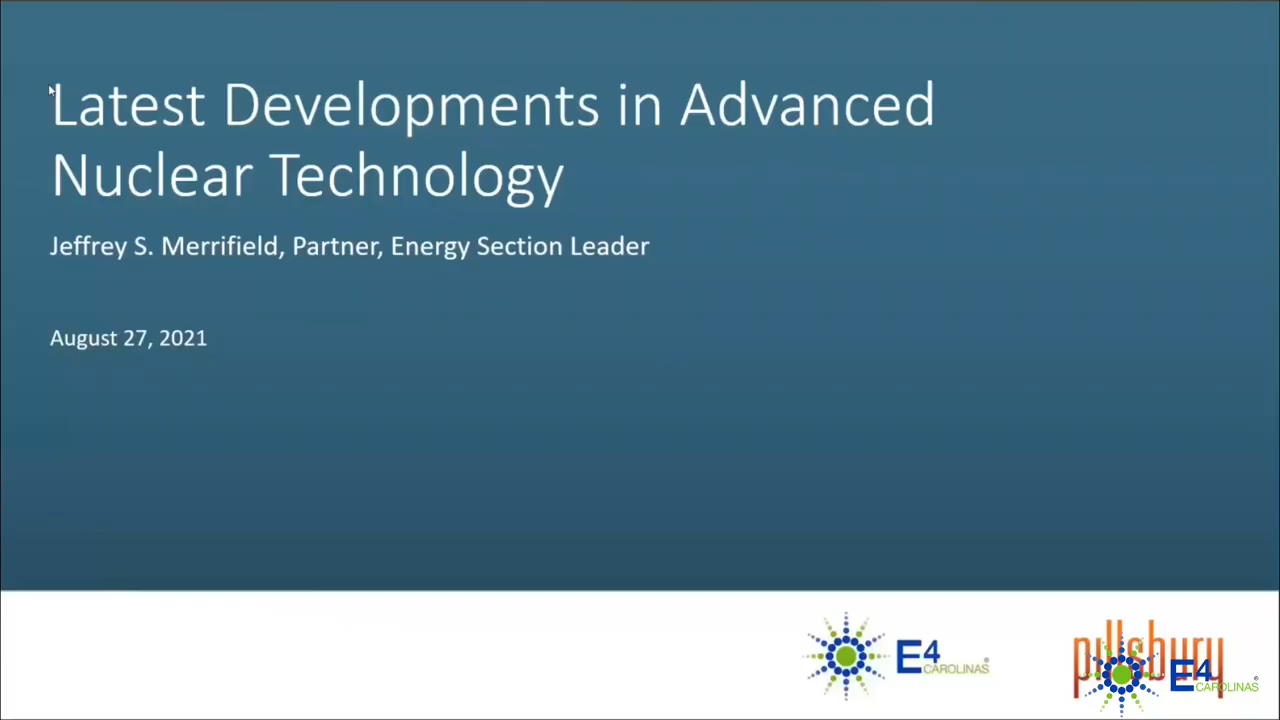 Latest Developments in Advanced
Nuclear Technology
Jeffrey S. Merrifield, Partner, Energy Section Leader
August 27, 2021
E4
CAROLINAS
pillsbury
E4
CAROLINAS